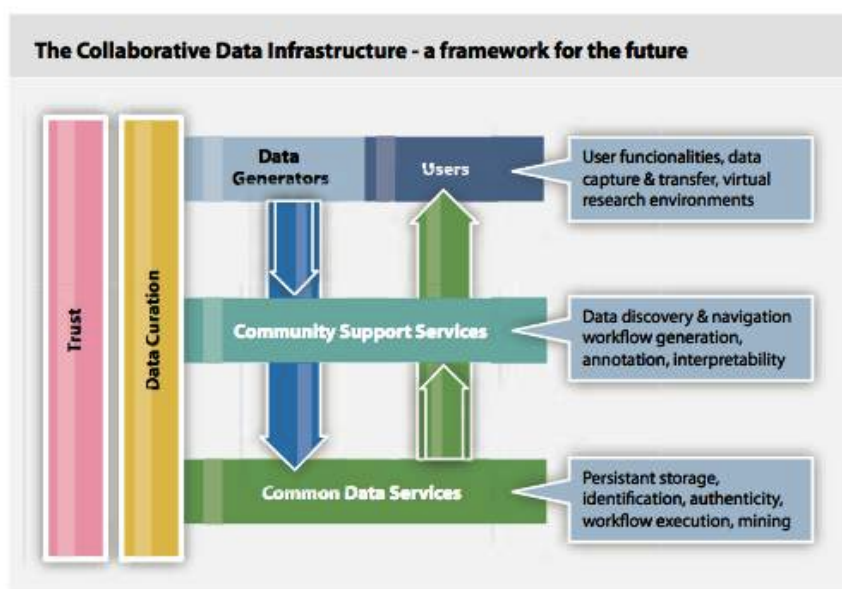 The Collaborative Data Infrastructure - a framework for the future
Trust
Data Curation
Data
Generators
Users
User funcionalities, data
capture & transfer, virtual
research environments
Community Support Services
Data discovery & navigation
workflow generation,
annotation, interpretability
Common Data Services
Persistant storage,
identification, authenticity,
workflow execution, mining